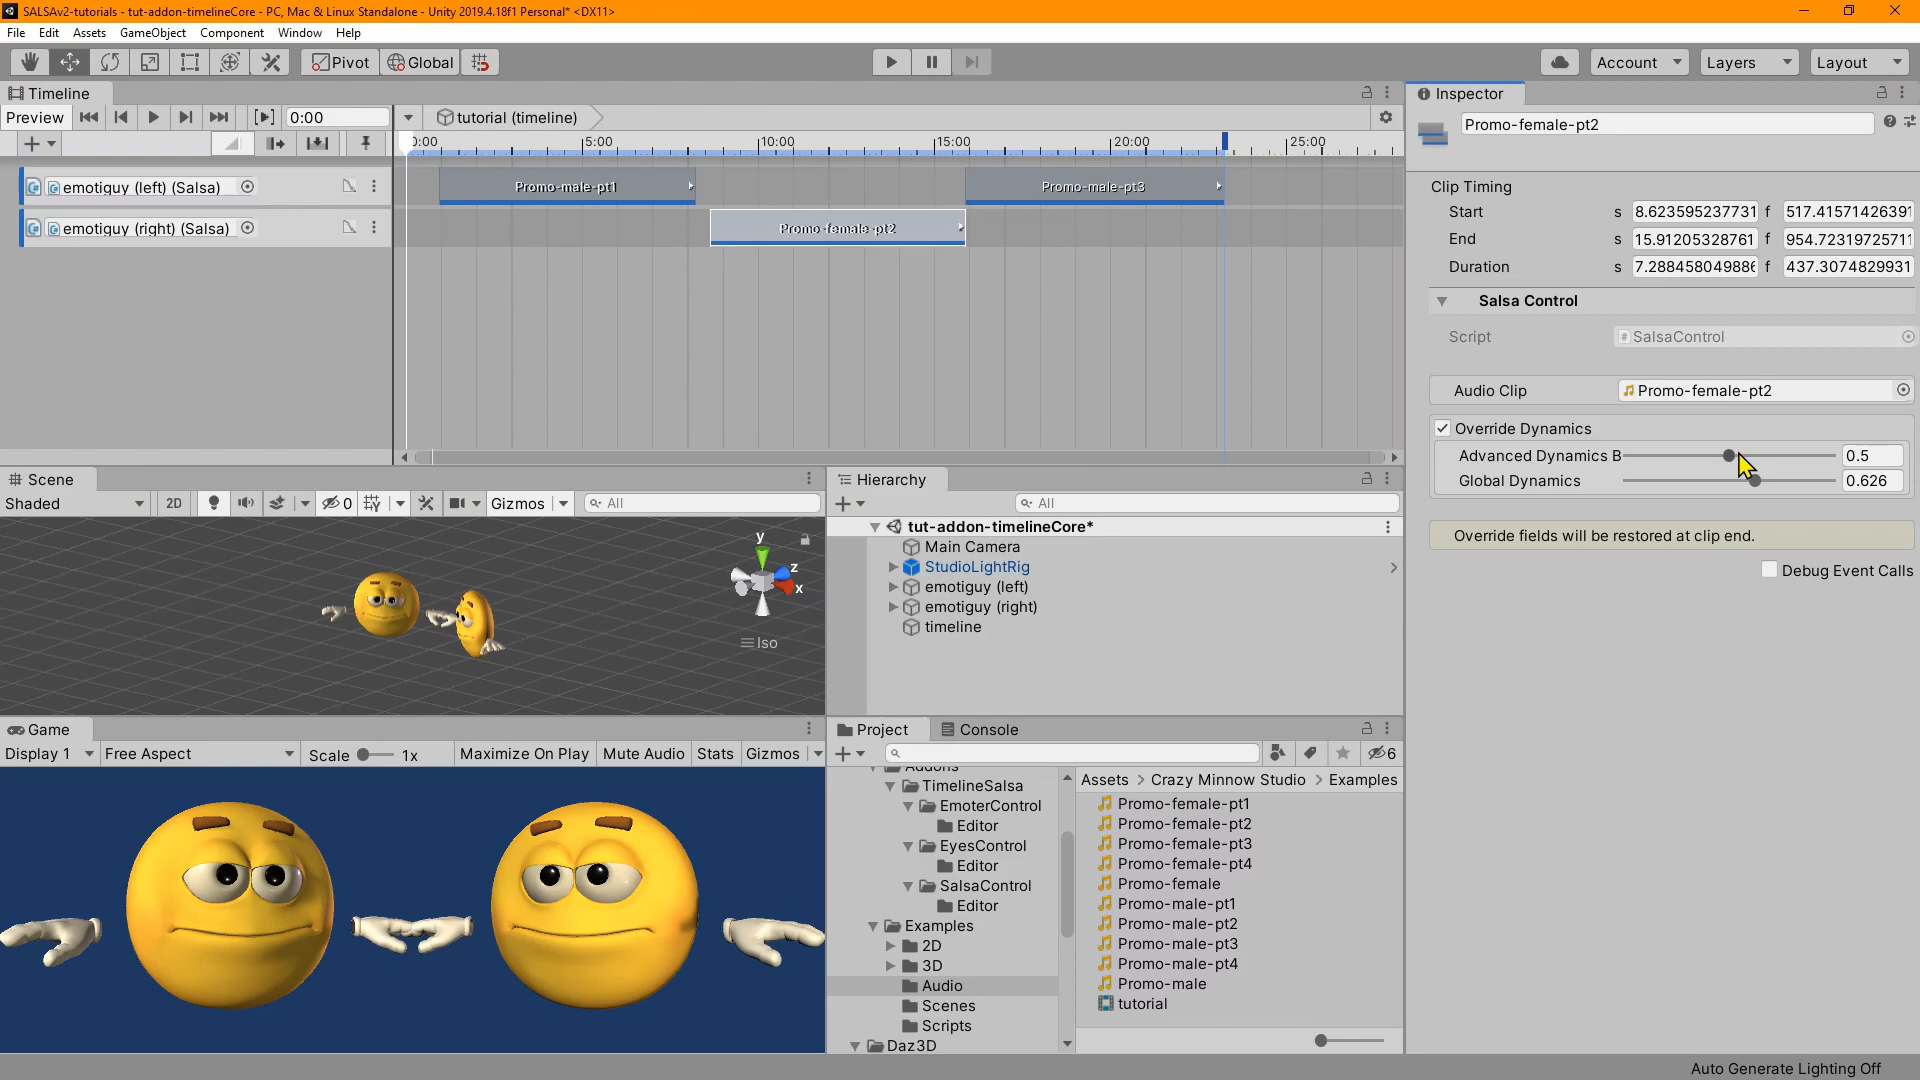 SALSAv2-tutorials - tut-addon-timelineCore - PC, Mac & Linux Standalone - Unity 2019.4.18f1 Personal* <DX11>
File Edit Assets GameObject Component Window Help
Pivot Global Account Layers Layout
Timeline
Preview 0:00 tutorial (timeline)
0:00 5:00 10:00 15:00 20:00 25:00
emotiguy (left) (Salsa) Promo-male-pt1 Promo-male-pt3
emotiguy (right) (Salsa) Promo-female-pt2
Inspector
Promo-female-pt2
Clip Timing
Start s 8.623595237731 f 517.41571426391
End s 15.91205328761 f 954.72319725711
Duration s 7.288458049886 f 437.3074829931
Salsa Control
Script SalsaControl
Audio Clip Promo-female-pt2
Override Dynamics
Advanced Dynamics B 0.5
Global Dynamics 0.626
Override fields will be restored at clip end.
Debug Event Calls
Scene
Shaded 2D 0 Gizmos All
y
z
x
Iso
Hierarchy
All
tut-addon-timelineCore*
Main Camera
StudioLightRig
emotiguy (left)
emotiguy (right)
timeline
Game
Display 1 Free Aspect Scale 1x Maximize On Play Mute Audio Stats Gizmos
Project Console
6
Addons
TimelineSalsa
EmoterControl
Editor
EyesControl
Editor
SalsaControl
Editor
Examples
2D
3D
Audio
Scenes
Scripts
Daz3D
Assets > Crazy Minnow Studio > Examples
Promo-female-pt1
Promo-female-pt2
Promo-female-pt3
Promo-female-pt4
Promo-female
Promo-male-pt1
Promo-male-pt2
Promo-male-pt3
Promo-male-pt4
Promo-male
tutorial
Auto Generate Lighting Off